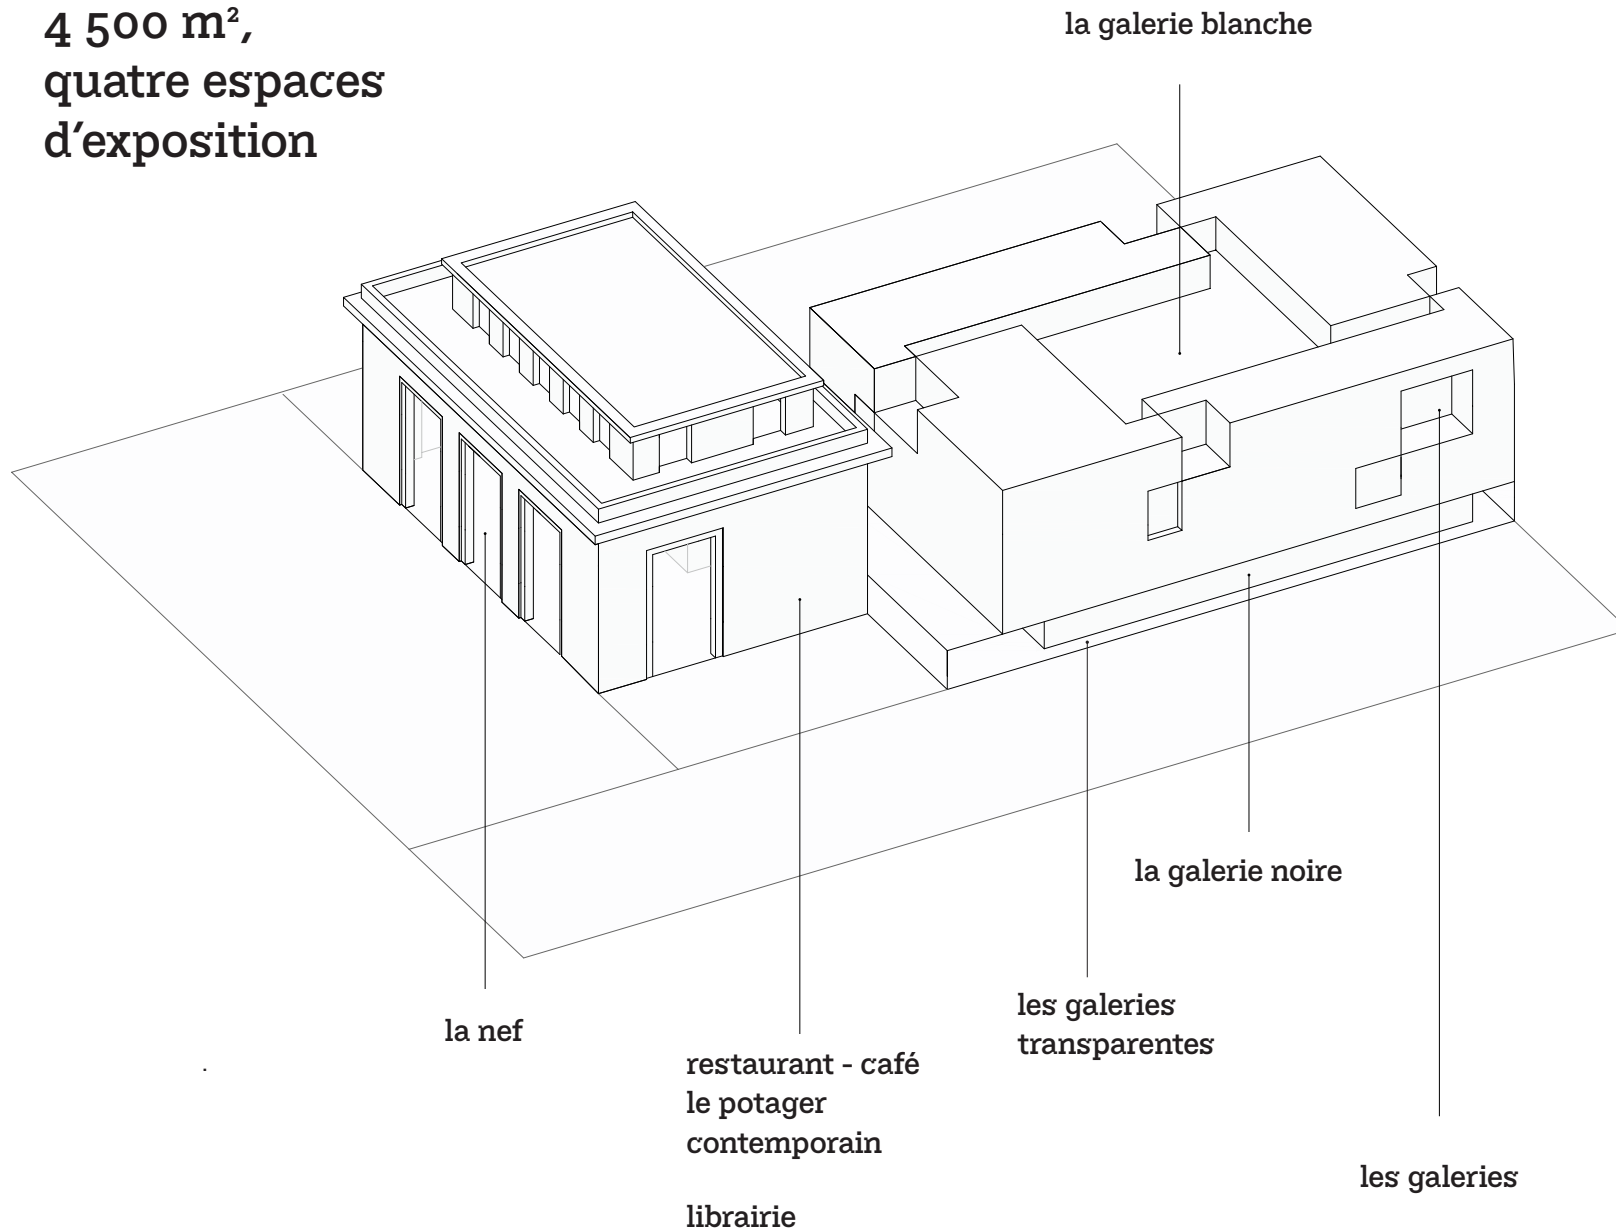 4 500 m²,
quatre espaces
d’exposition
la galerie blanche
la galerie noire
les galeries
transparentes
la nef
restaurant - café
le potager
contemporain
les galeries
librairie